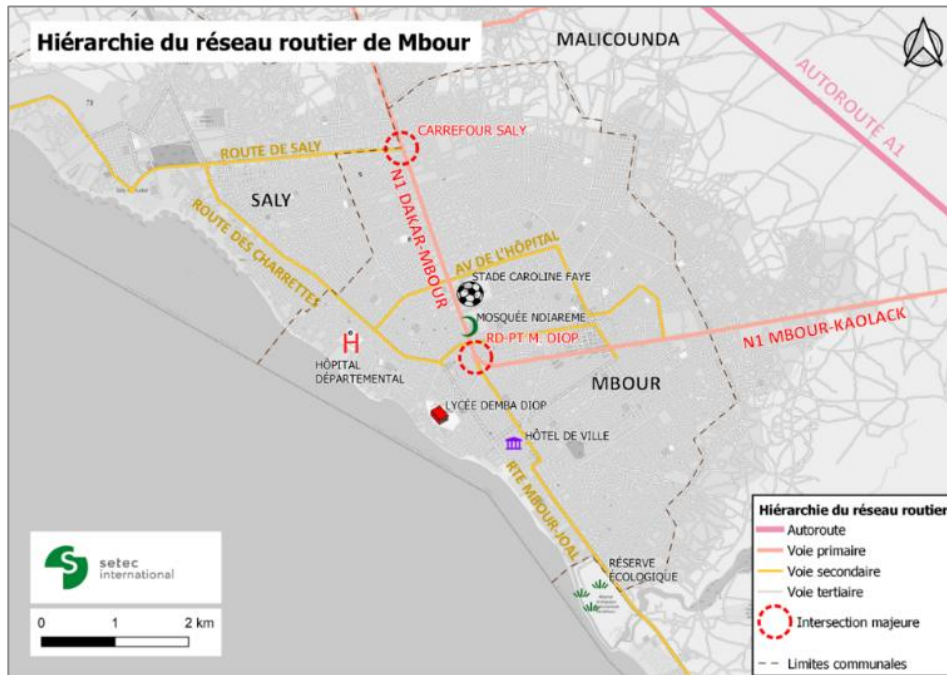 Hiérarchie du réseau routier de Mbour
MALICOUNDA
AUTOROUTE A1
CARREFOUR SALY
ROUTE DE SALY
SALY
N1 DAKAR-MBOUR
ROUTE DES CHARRETTES
AV DE L'HÔPITAL
STADE CAROLINE FAYE
MOSQUÉE NDIAREME
RD-PT M. DIOP
N1 MBOUR-KAOLACK
H
HÔPITAL
DÉPARTEMENTAL
MBOUR
LYCÉE DEMBA DIOP
HÔTEL DE VILLE
RTE MBOUR-JOAL
RÉSERVE
ÉCOLOGIQUE
setec
international
0 1 2 km
Hiérarchie du réseau routier
Autoroute
Voie primaire
Voie secondaire
Voie tertiaire
Intersection majeure
Limites communales